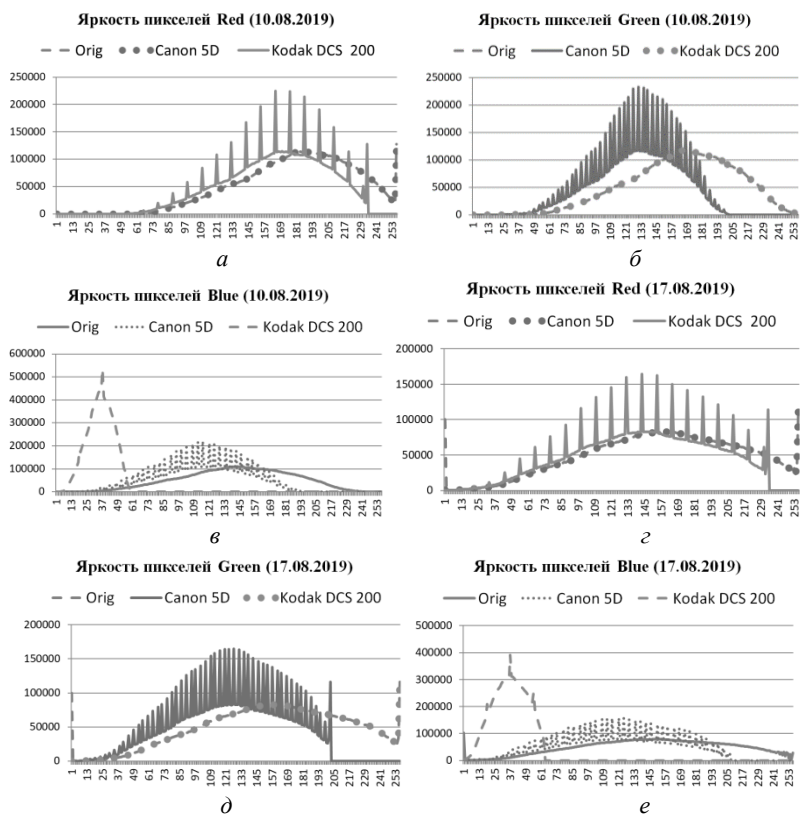 Яркость пикселей Red (10.08.2019)
Orig Canon 5D Kodak DCS 200
250000
200000
150000
100000
50000
0
1 13 25 37 49 61 73 85 97 109 121 133 145 157 169 181 193 205 217 229 241 253
а
Яркость пикселей Green (10.08.2019)
Orig Canon 5D Kodak DCS 200
250000
200000
150000
100000
50000
0
1 13 25 37 49 61 73 85 97 109 121 133 145 157 169 181 193 205 217 229 241 253
б
Яркость пикселей Blue (10.08.2019)
Orig Canon 5D Kodak DCS 200
600000
500000
400000
300000
200000
100000
0
1 13 25 37 49 61 73 85 97 109 121 133 145 157 169 181 193 205 217 229 241 253
в
Яркость пикселей Red (17.08.2019)
Orig Canon 5D Kodak DCS 200
200000
150000
100000
50000
0
1 13 25 37 49 61 73 85 97 109 121 133 145 157 169 181 193 205 217 229 241 253
г
Яркость пикселей Green (17.08.2019)
Orig Canon 5D Kodak DCS 200
200000
150000
100000
50000
0
1 13 25 37 49 61 73 85 97 109 121 133 145 157 169 181 193 205 217 229 241 253
д
Яркость пикселей Blue (17.08.2019)
Orig Canon 5D Kodak DCS 200
500000
400000
300000
200000
100000
0
1 13 25 37 49 61 73 85 97 109 121 133 145 157 169 181 193 205 217 229 241 253
е